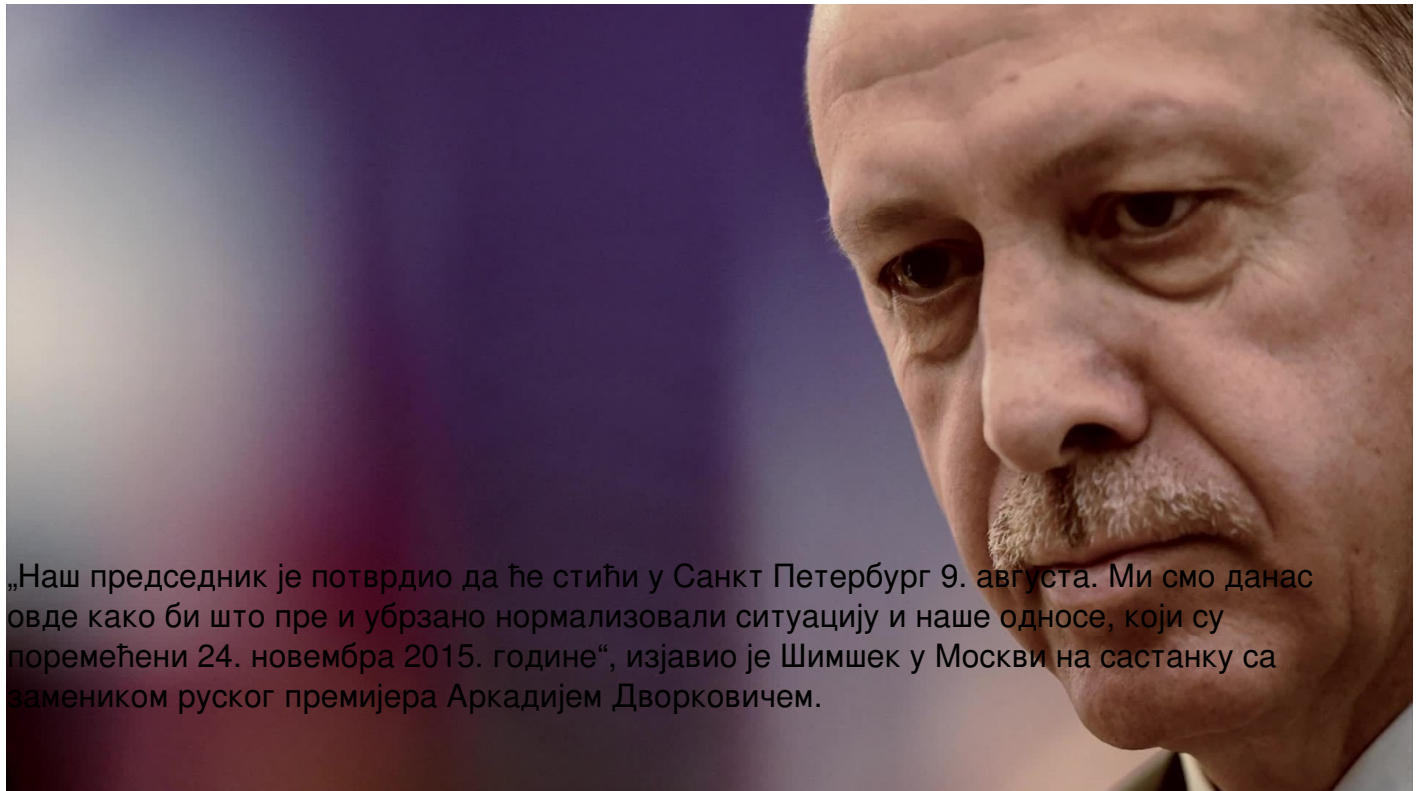 „Наш председник је потврдио да ће стићи у Санкт Петербург 9. августа. Ми смо данас
овде како би што пре и убрзано нормализовали ситуацију и наше односе, који су
поремећени 24. новембра 2015. године“, изјавио је Шимшек у Москви на састанку са
замеником руског премијера Аркадијем Дворковичем.